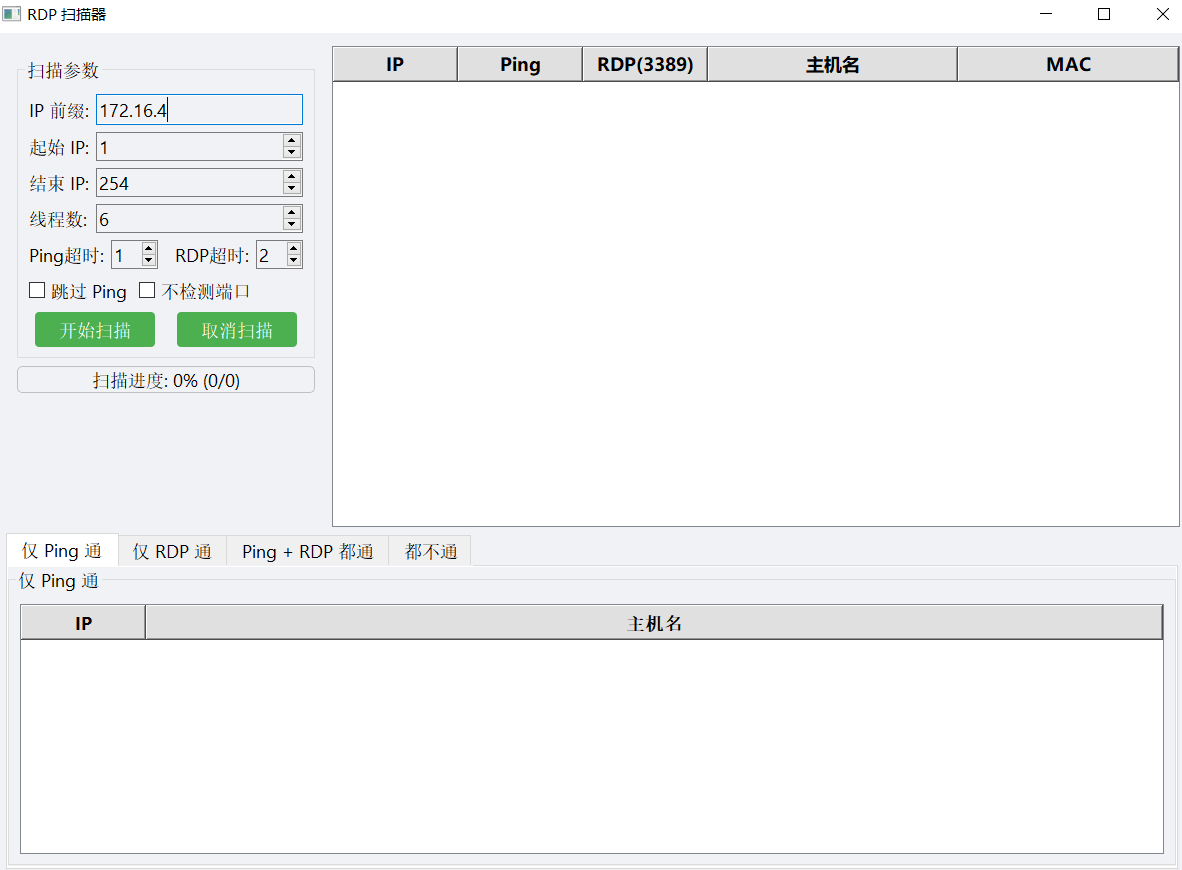 RDP 扫描器
扫描参数
IP 前缀: 172.16.4
起始 IP: 1
结束 IP: 254
线程数: 6
Ping超时: 1 RDP超时: 2
跳过 Ping 不检测端口
开始扫描 取消扫描
扫描进度: 0% (0/0)
IP Ping RDP(3389) 主机名 MAC
仅 Ping 通 仅 RDP 通 Ping + RDP 都通 都不通
仅 Ping 通
IP 主机名